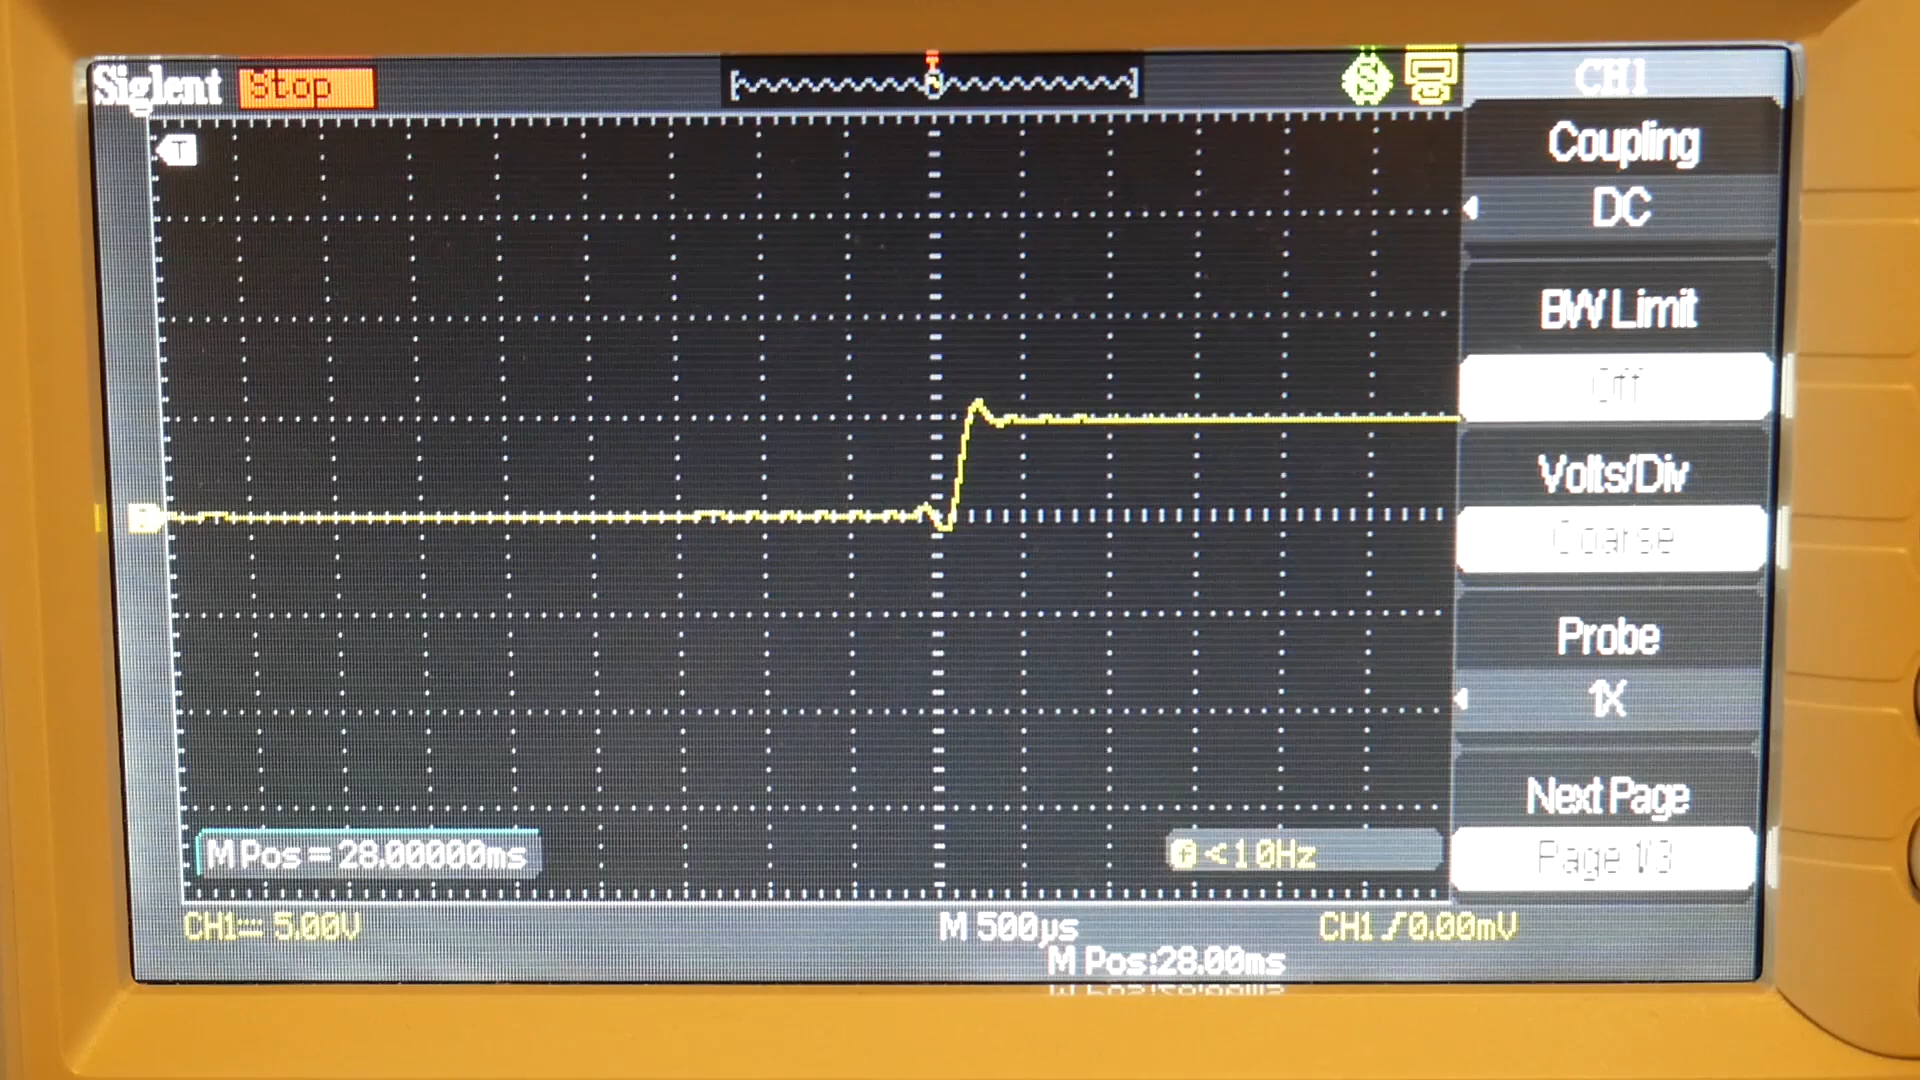 Siglent Stop T CH1
T
Coupling
DC
BW Limit
Off
Volts/Div
Coarse
Probe
1X
Next Page
Page 1/3
M Pos = 28.00000ms
<10Hz
CH1 5.00V M 500µs CH1 0.00mV
M Pos:28.00ms